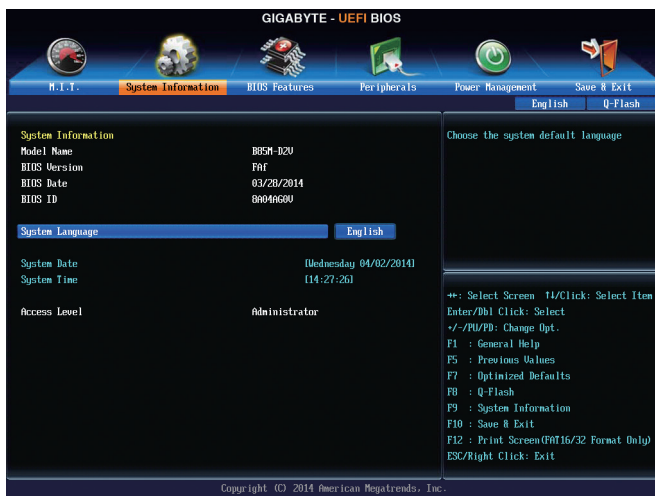 GIGABYTE - UEFI BIOS
M.I.T. System Information BIOS Features Peripherals Power Management Save & Exit
English Q-Flash
System Information
Model Name B85M-D2V
BIOS Version FAf
BIOS Date 03/28/2014
BIOS ID 8A04AG0V
System Language English
System Date [Wednesday 04/02/2014]
System Time [14:27:26]
Access Level Administrator
Choose the system default language
→←: Select Screen ↑↓/Click: Select Item
Enter/Dbl Click: Select
+/-/PU/PD: Change Opt.
F1 : General Help
F5 : Previous Values
F7 : Optimized Defaults
F8 : Q-Flash
F9 : System Information
F10 : Save & Exit
F12 : Print Screen(FAT16/32 Format Only)
ESC/Right Click: Exit
Copyright (C) 2014 American Megatrends, Inc.